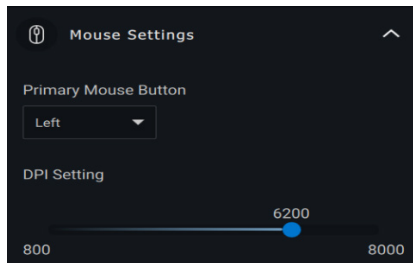 Mouse Settings
Primary Mouse Button
Left
DPI Setting
6200
800 8000